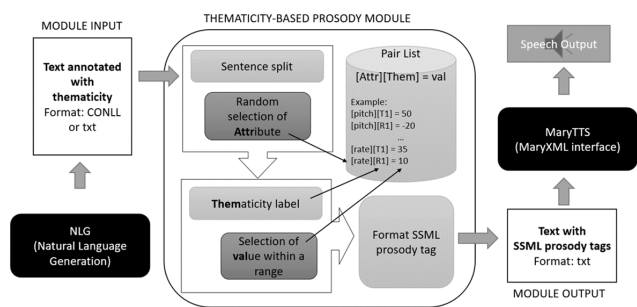 MODULE INPUT
Text annotated
with
thematicity
Format: CONLL
or txt
NLG
(Natural Language
Generation)
THEMATICITY-BASED PROSODY MODULE
Sentence split
Random
selection of
Attribute
Thematicity label
Selection of
value within a
range
Pair List
[Attr][Them] = val
Example:
[pitch][T1] = 50
[pitch][R1] = -20
...
[rate][T1] = 35
[rate][R1] = 10
Format SSML
prosody tag
Speech Output
MaryTTS
(MaryXML interface)
Text with
SSML prosody tags
Format: txt
MODULE OUTPUT